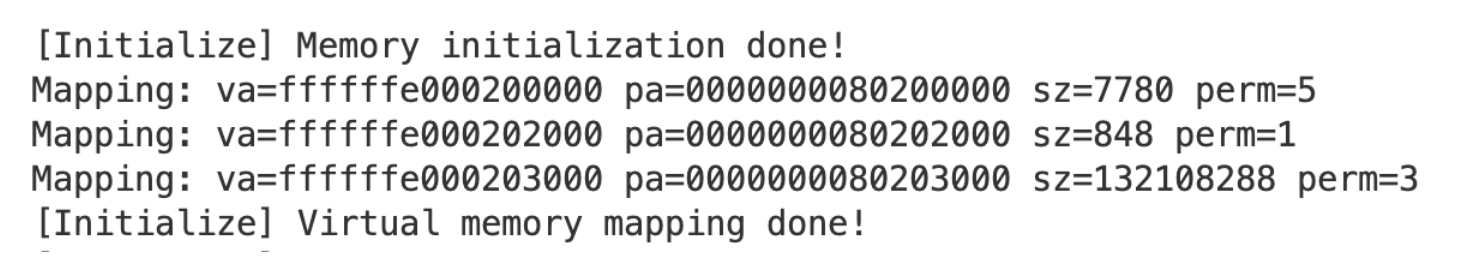 [Initialize] Memory initialization done!
Mapping: va=ffffffe000200000 pa=0000000080200000 sz=7780 perm=5
Mapping: va=ffffffe000202000 pa=0000000080202000 sz=848 perm=1
Mapping: va=ffffffe000203000 pa=0000000080203000 sz=132108288 perm=3
[Initialize] Virtual memory mapping done!